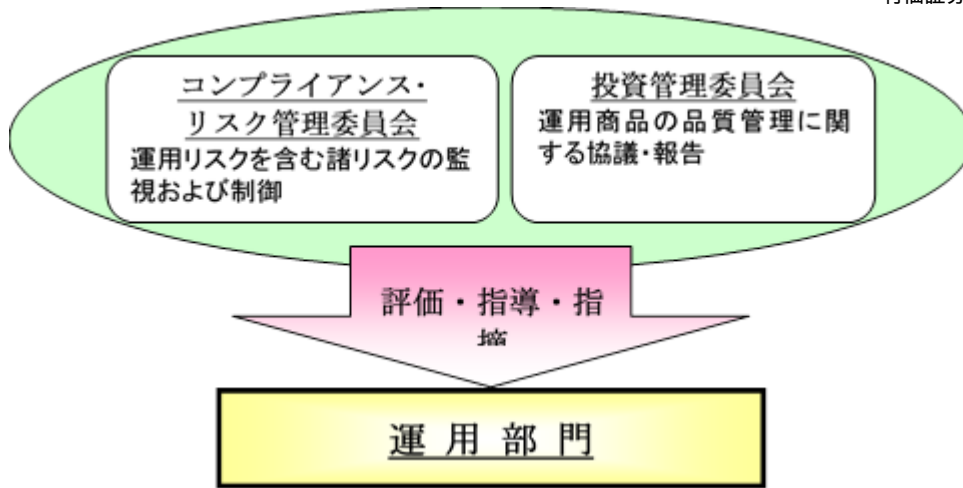 コンプライアンス・
リスク管理委員会
運用リスクを含む諸リスクの監
視および制御
投資管理委員会
運用商品の品質管理に関
する協議・報告
評価・指導・指
摘
運用部門